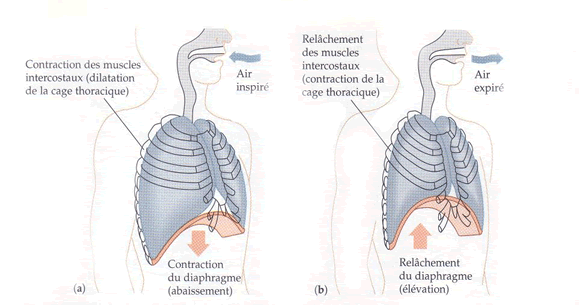 Contraction des muscles
intercostaux (dilatation
de la cage thoracique)
Air
inspiré
Contraction
du diaphragme
(abaissement)
(a)
Relâchement
des muscles
intercostaux
(contraction de la
cage thoracique)
Air
expiré
Relâchement
du diaphragme
(élévation)
(b)